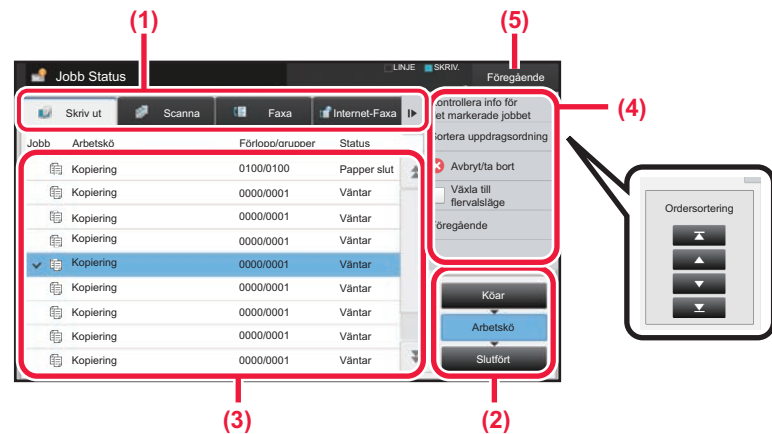 (1)
(5)
Jobb Status
LINJE
SKRIV.
Föregående
Skriv ut
Scanna
Faxa
Internet-Faxa
ontrollera info för
et markerade jobbet
(4)
Jobb
Arbetskö
Förlopp/grupper
Status
ortera uppdragsordning
Kopiering
0100/0100
Papper slut
Avbryt/ta bort
Kopiering
0000/0001
Väntar
Växla till
flervalsläge
Kopiering
0000/0001
Väntar
öregående
Kopiering
0000/0001
Väntar
Kopiering
0000/0001
Väntar
Kopiering
0000/0001
Väntar
Kopiering
0000/0001
Väntar
Kopiering
0000/0001
Väntar
Kopiering
0000/0001
Väntar
Köar
Arbetskö
Slutfört
Ordersortering
(3)
(2)